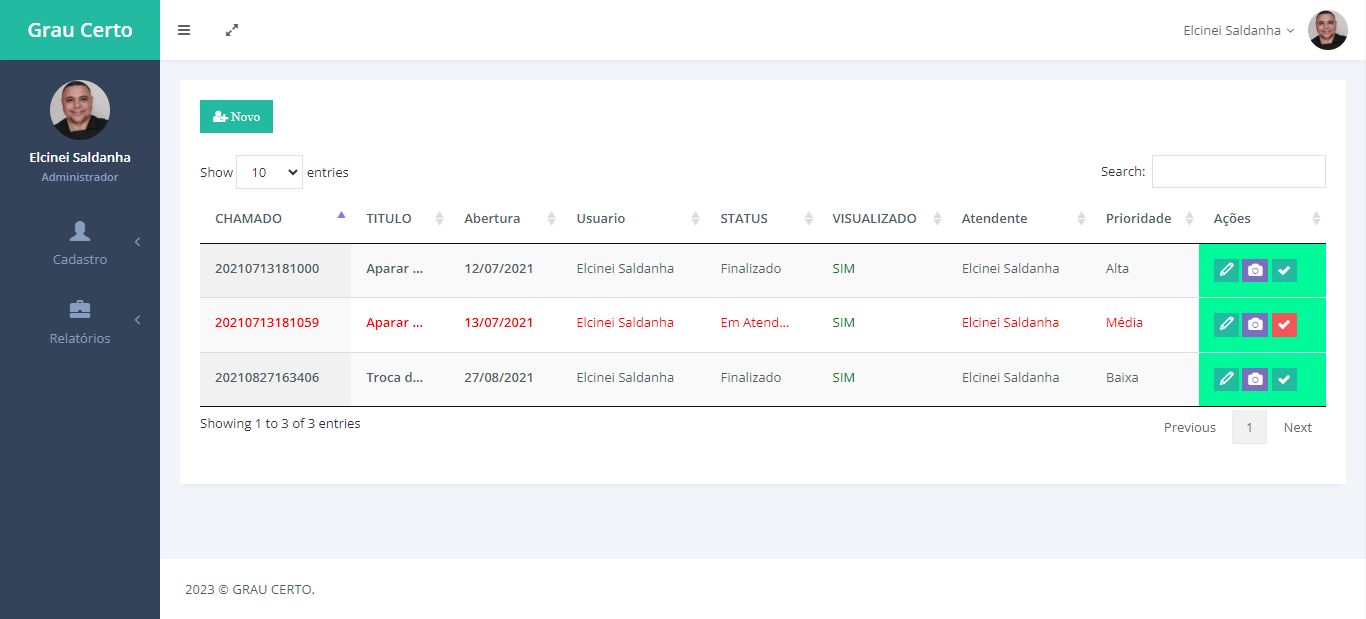 Grau Certo
Elcinei Saldanha
Elcinei Saldanha
Administrador
Cadastro
Relatórios
Novo
Show 10 entries
Search:
CHAMADO TITULO Abertura Usuario STATUS VISUALIZADO Atendente Prioridade Ações
20210713181000 Aparar ... 12/07/2021 Elcinei Saldanha Finalizado SIM Elcinei Saldanha Alta
20210713181059 Aparar ... 13/07/2021 Elcinei Saldanha Em Atend... SIM Elcinei Saldanha Média
20210827163406 Troca d... 27/08/2021 Elcinei Saldanha Finalizado SIM Elcinei Saldanha Baixa
Showing 1 to 3 of 3 entries
Previous 1 Next
2023 © GRAU CERTO.